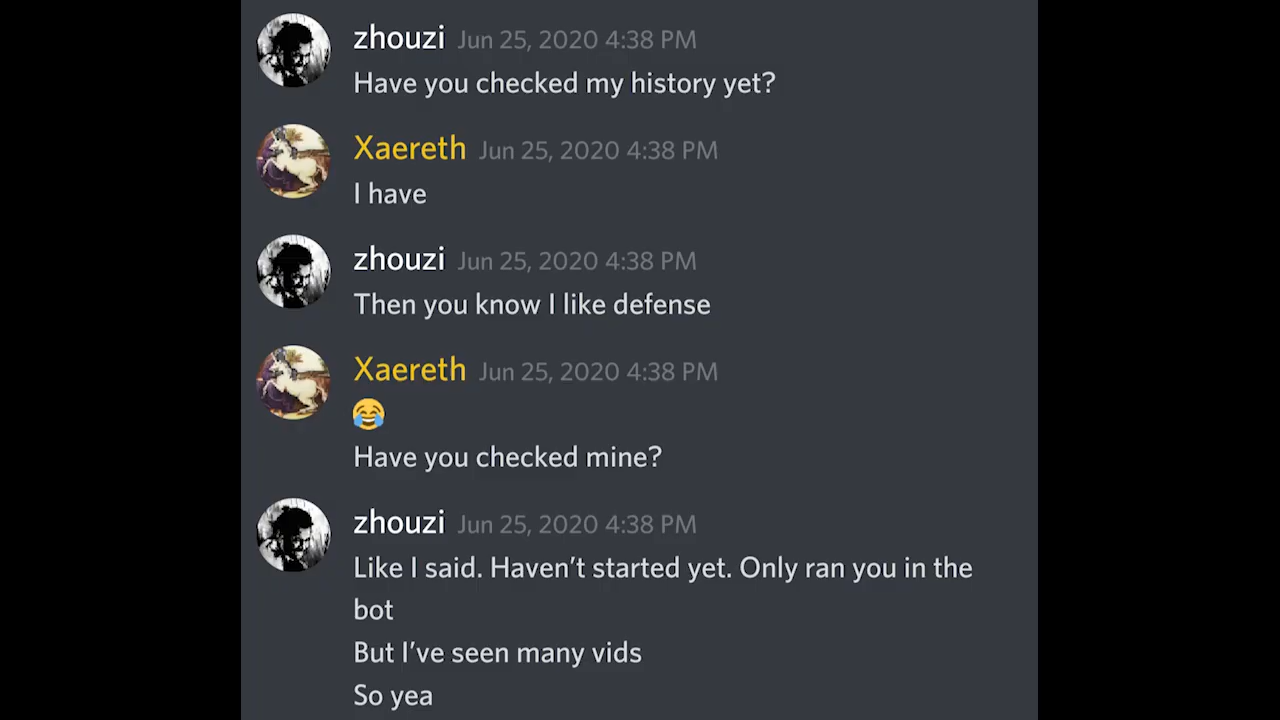 zhouzi Jun 25, 2020 4:38 PM
Have you checked my history yet?
Xaereth Jun 25, 2020 4:38 PM
I have
zhouzi Jun 25, 2020 4:38 PM
Then you know I like defense
Xaereth Jun 25, 2020 4:38 PM
😂
Have you checked mine?
zhouzi Jun 25, 2020 4:38 PM
Like I said. Haven’t started yet. Only ran you in the
bot
But I’ve seen many vids
So yea